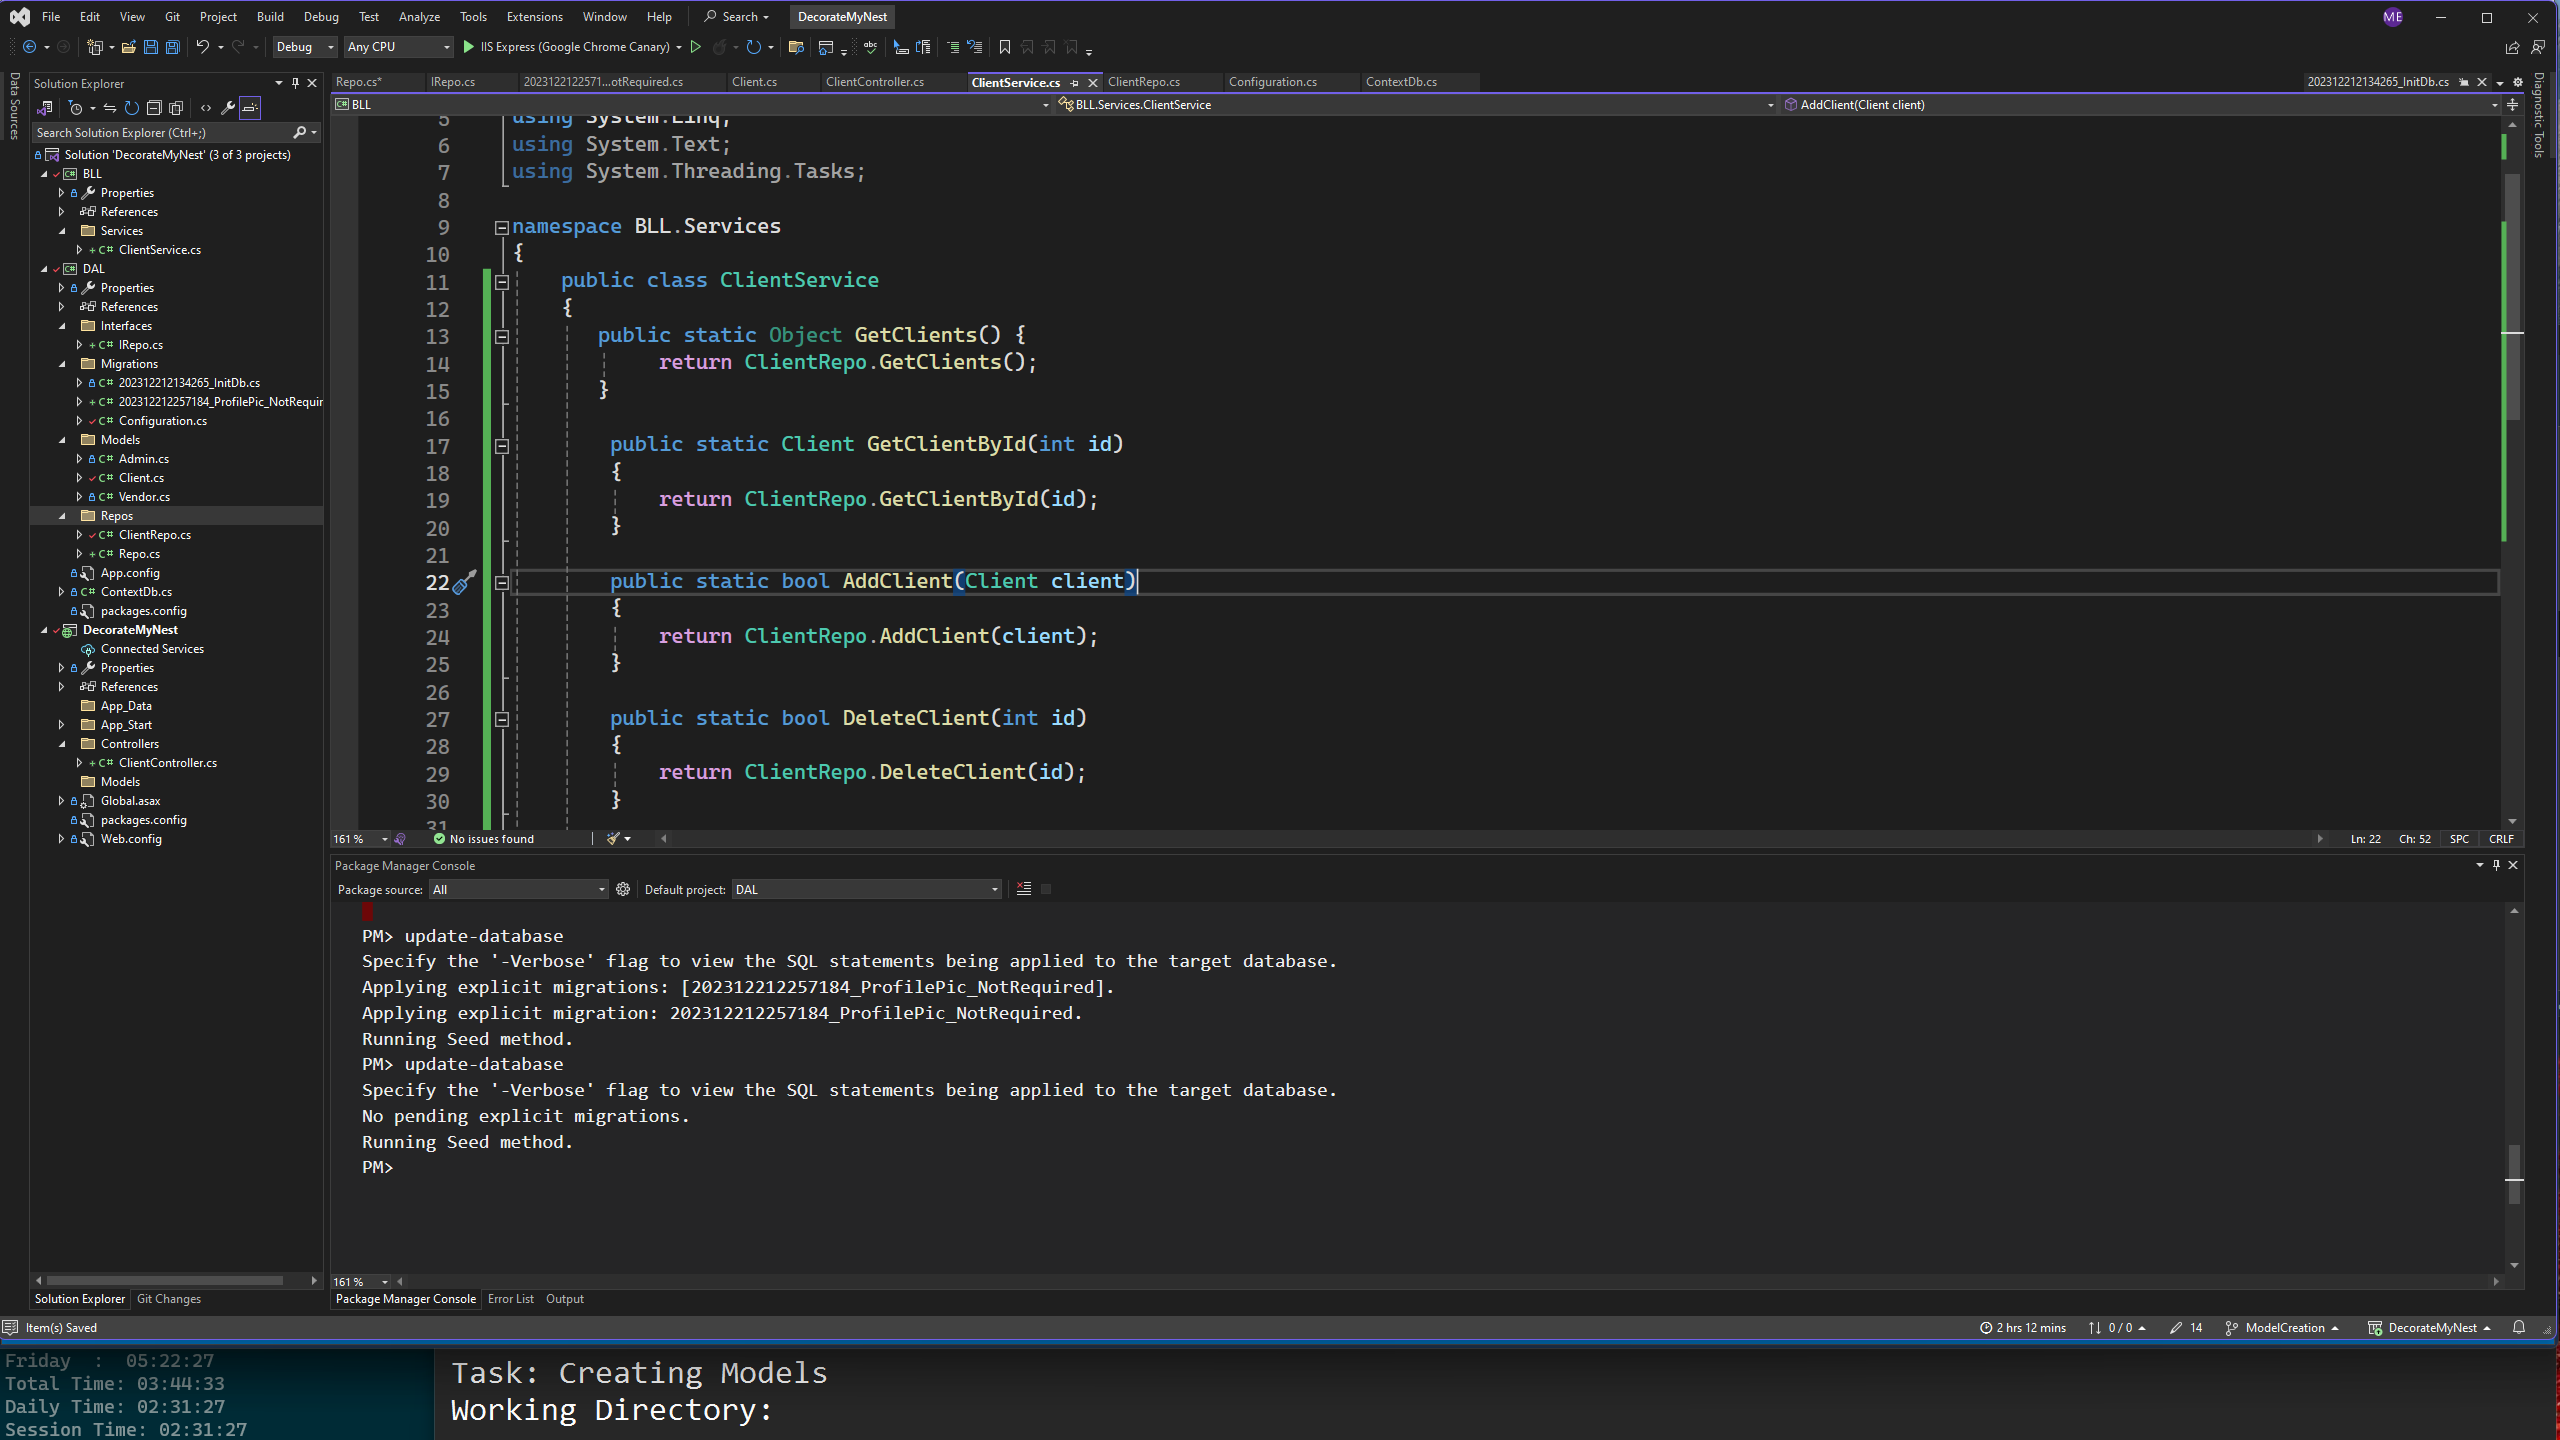 File Edit View Git Project Build Debug Test Analyze Tools Extensions Window Help Search DecorateMyNest ME
Debug Any CPU IIS Express (Google Chrome Canary)
Data Sources
Solution Explorer
Search Solution Explorer (Ctrl+;)
Solution 'DecorateMyNest' (3 of 3 projects)
BLL
Properties
References
Services
C# ClientService.cs
DAL
Properties
References
Interfaces
C# IRepo.cs
Migrations
C# 202312212134265_InitDb.cs
C# 202312212257184_ProfilePic_NotRequir
C# Configuration.cs
Models
C# Admin.cs
C# Client.cs
C# Vendor.cs
Repos
C# ClientRepo.cs
C# Repo.cs
App.config
C# ContextDb.cs
packages.config
DecorateMyNest
Connected Services
Properties
References
App_Data
App_Start
Controllers
C# ClientController.cs
Models
Global.asax
packages.config
Web.config
Solution Explorer Git Changes
Repo.cs* IRepo.cs 2023122122571...otRequired.cs Client.cs ClientController.cs ClientService.cs ClientRepo.cs Configuration.cs ContextDb.cs 202312212134265_InitDb.cs
BLL BLL.Services.ClientService AddClient(Client client)
Diagnostic Tools
5 using System.Linq;
6 using System.Text;
7 using System.Threading.Tasks;
8
9 namespace BLL.Services
10 {
11 public class ClientService
12 {
13 public static Object GetClients() {
14 return ClientRepo.GetClients();
15 }
16
17 public static Client GetClientById(int id)
18 {
19 return ClientRepo.GetClientById(id);
20 }
21
22 public static bool AddClient(Client client)
23 {
24 return ClientRepo.AddClient(client);
25 }
26
27 public static bool DeleteClient(int id)
28 {
29 return ClientRepo.DeleteClient(id);
30 }
31
161 % No issues found Ln: 22 Ch: 52 SPC CRLF
Package Manager Console
Package source: All Default project: DAL
PM> update-database
Specify the '-Verbose' flag to view the SQL statements being applied to the target database.
Applying explicit migrations: [202312212257184_ProfilePic_NotRequired].
Applying explicit migration: 202312212257184_ProfilePic_NotRequired.
Running Seed method.
PM> update-database
Specify the '-Verbose' flag to view the SQL statements being applied to the target database.
No pending explicit migrations.
Running Seed method.
PM>
161 %
Package Manager Console Error List Output
Item(s) Saved 2 hrs 12 mins 0 / 0 14 ModelCreation DecorateMyNest
Friday : 05:22:27
Total Time: 03:44:33
Daily Time: 02:31:27
Session Time: 02:31:27
Task: Creating Models
Working Directory: